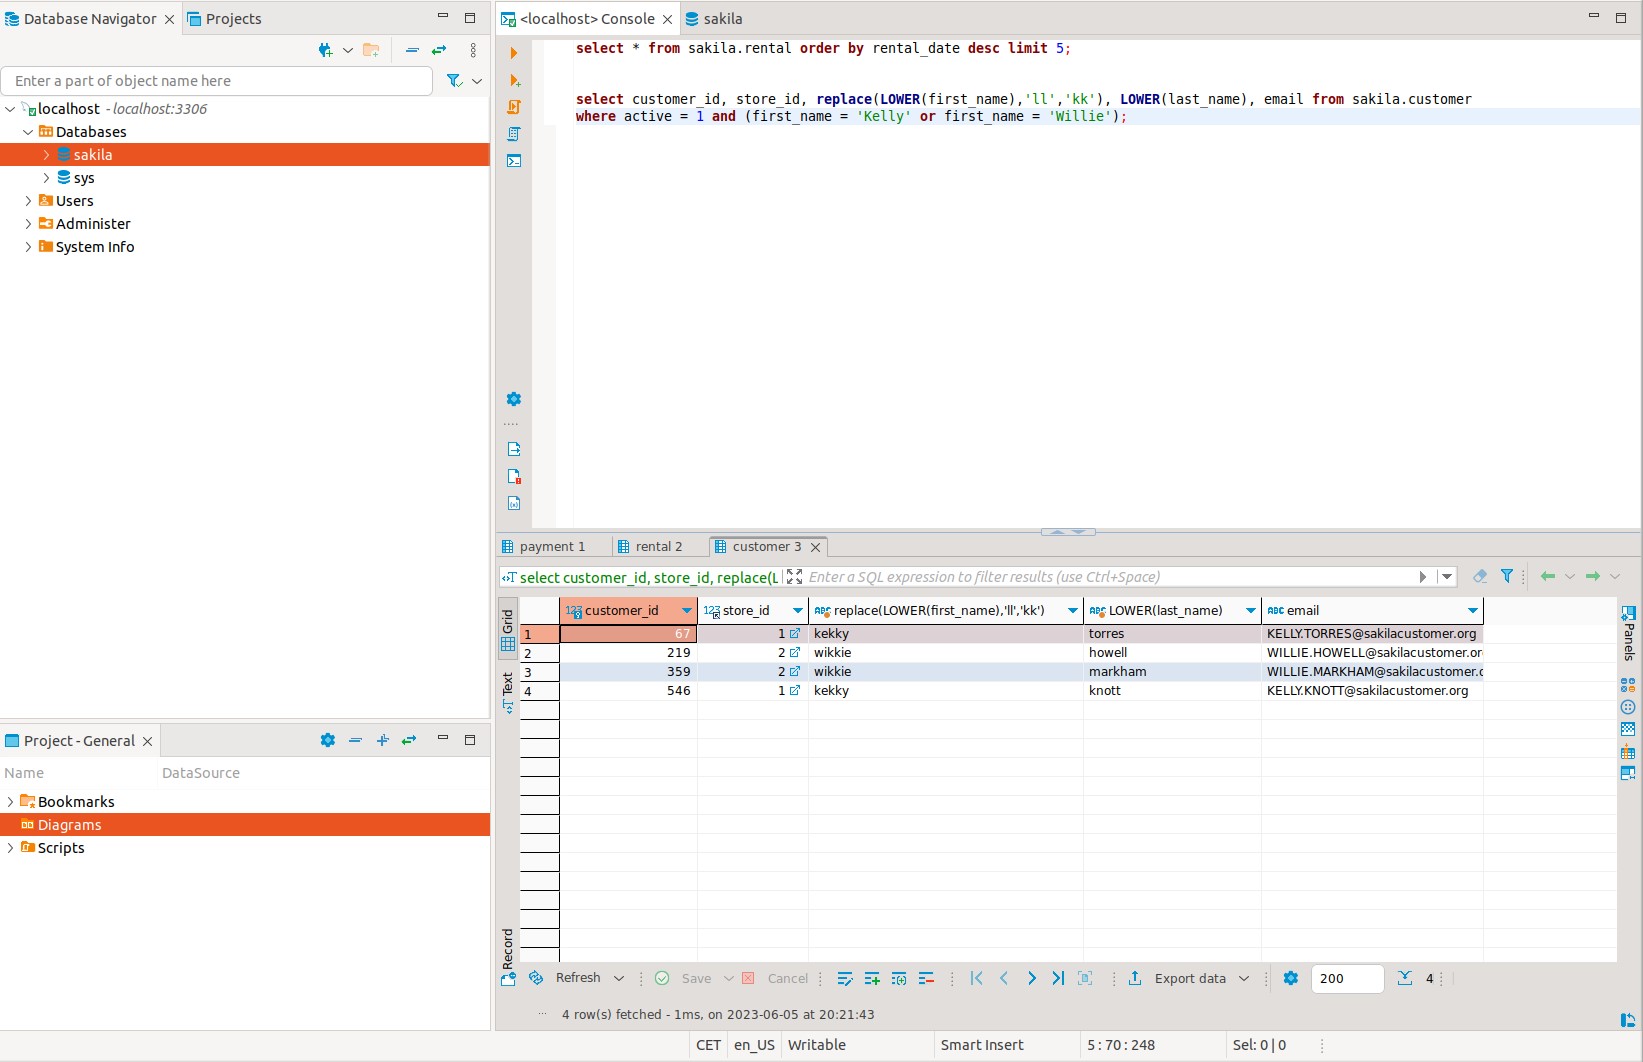 Database Navigator
Projects
Enter a part of object name here
localhost - localhost:3306
Databases
sakila
sys
Users
Administer
System Info
Project - General
Name DataSource
Bookmarks
Diagrams
Scripts
<localhost> Console
sakila
select * from sakila.rental order by rental_date desc limit 5;
select customer_id, store_id, replace(LOWER(first_name),'ll','kk'), LOWER(last_name), email from sakila.customer
where active = 1 and (first_name = 'Kelly' or first_name = 'Willie');
payment 1
rental 2
customer 3
select customer_id, store_id, replace(L
Enter a SQL expression to filter results (use Ctrl+Space)
Grid
Text
Record
customer_id store_id replace(LOWER(first_name),'ll','kk') LOWER(last_name) email
1 67 1 kekky torres KELLY.TORRES@sakilacustomer.org
2 219 2 wikkie howell WILLIE.HOWELL@sakilacustomer.or
3 359 2 wikkie markham WILLIE.MARKHAM@sakilacustomer.c
4 546 1 kekky knott KELLY.KNOTT@sakilacustomer.org
Panels
Refresh
Save
Cancel
Export data
200
4
4 row(s) fetched - 1ms, on 2023-06-05 at 20:21:43
CET en_US Writable Smart Insert 5 : 70 : 248 Sel: 0 | 0